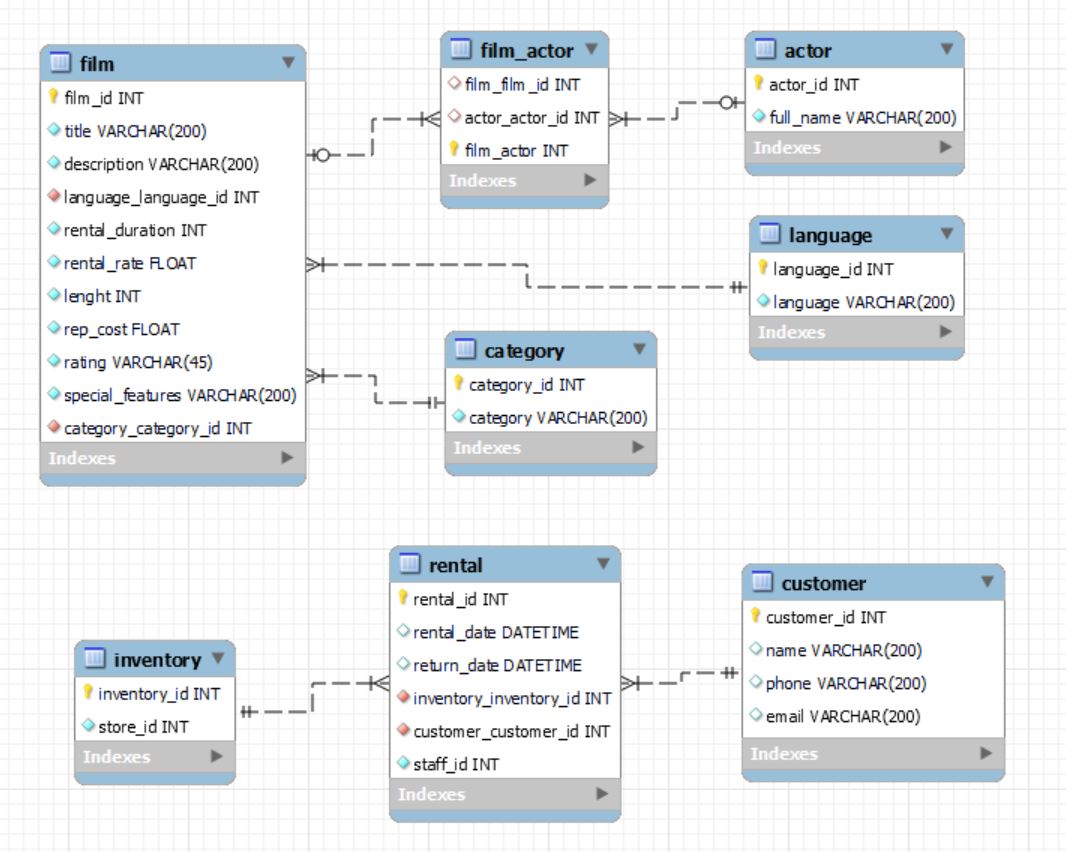 film
film_id INT
title VARCHAR(200)
description VARCHAR(200)
language_language_id INT
rental_duration INT
rental_rate FLOAT
lenght INT
rep_cost FLOAT
rating VARCHAR(45)
special_features VARCHAR(200)
category_category_id INT
Indexes
film_actor
film_film_id INT
actor_actor_id INT
film_actor INT
Indexes
actor
actor_id INT
full_name VARCHAR(200)
Indexes
language
language_id INT
language VARCHAR(200)
Indexes
category
category_id INT
category VARCHAR(200)
Indexes
inventory
inventory_id INT
store_id INT
Indexes
rental
rental_id INT
rental_date DATETIME
return_date DATETIME
inventory_inventory_id INT
customer_customer_id INT
staff_id INT
Indexes
customer
customer_id INT
name VARCHAR(200)
phone VARCHAR(200)
email VARCHAR(200)
Indexes